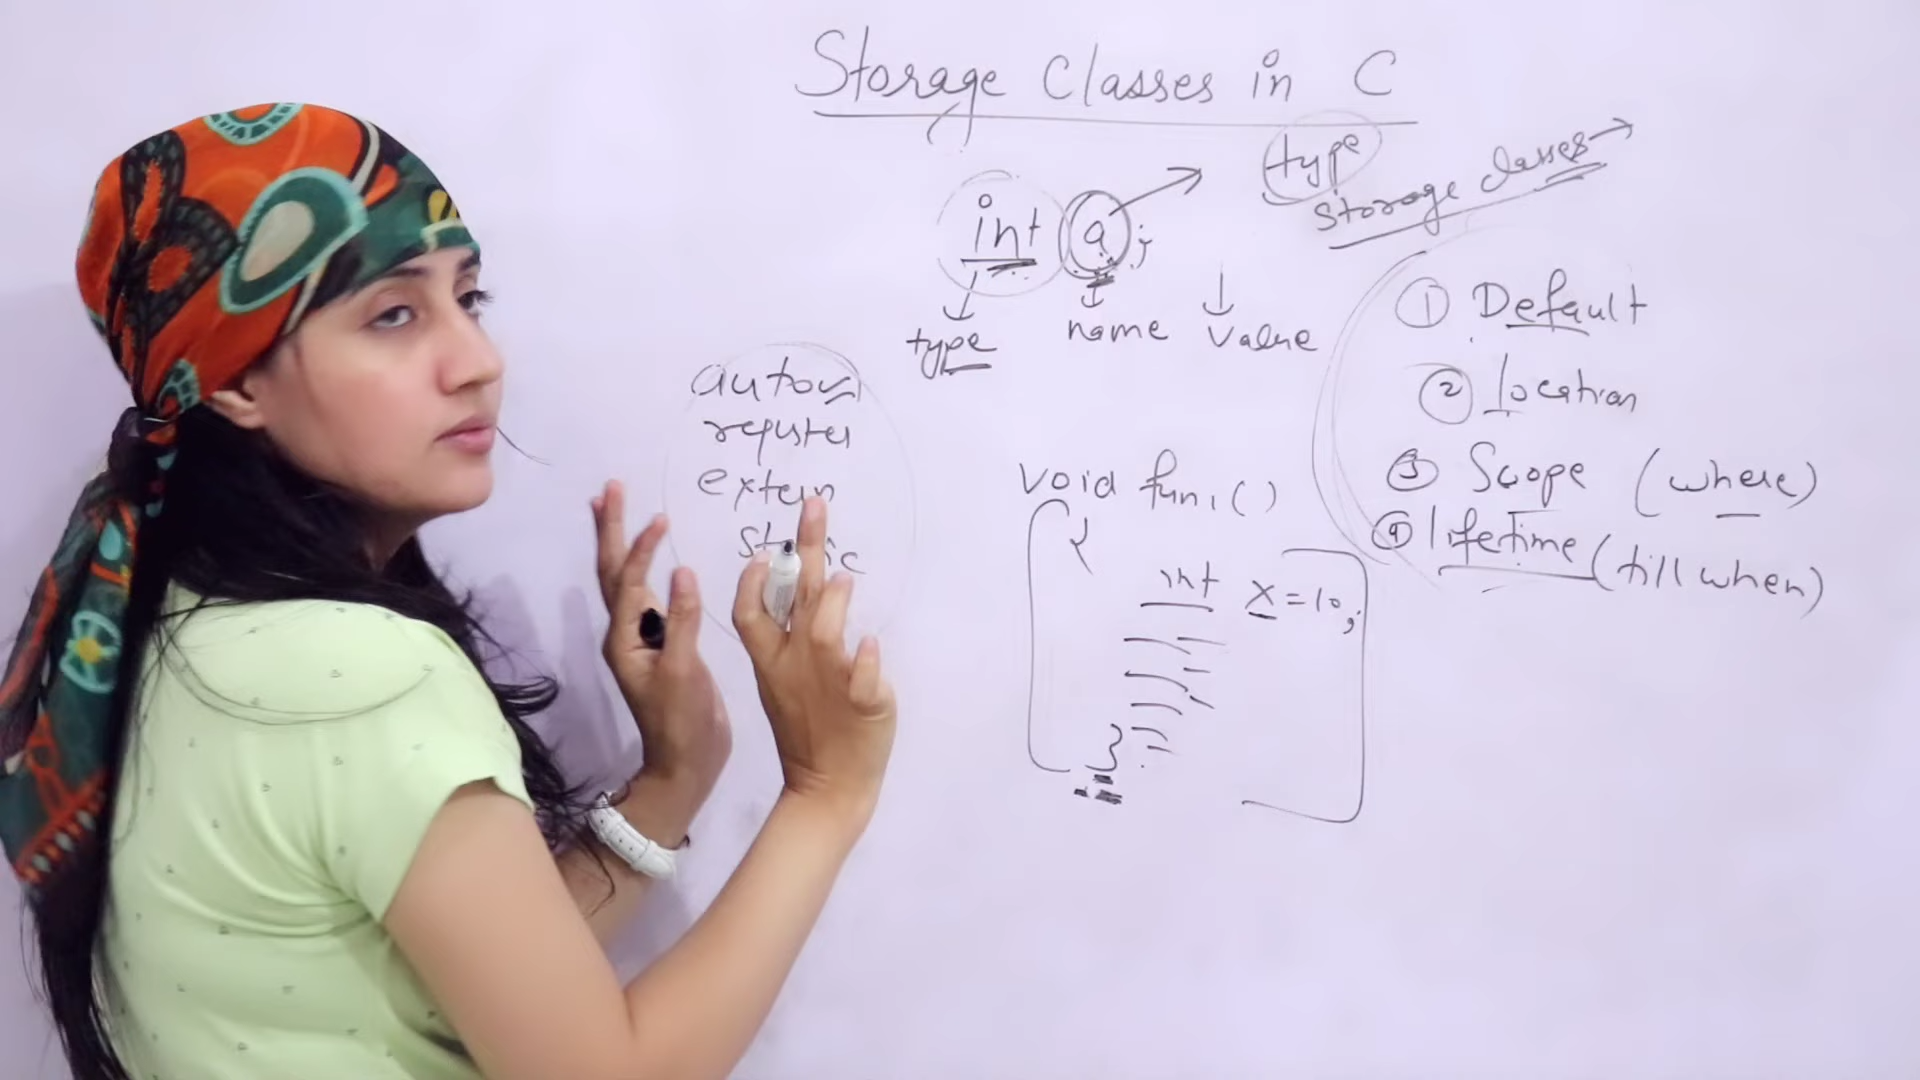 Storage Classes in C
type
Storage classes
int a;
type
name
Value
auto
register
extern
void fun1()
{
int x=10;
}
① Default
② location
③ Scope (where)
④ lifetime (till when)